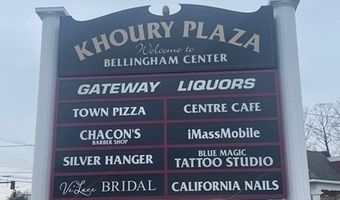 KHOURY PLAZA
Welcome to
BELLINGHAM CENTER
GATEWAY LIQUORS
TOWN PIZZA
CENTRE CAFE
CHACON'S
BARBER SHOP
iMassMobile
SILVER HANGER
BLUE MAGIC
TATTOO STUDIO
ViLace BRIDAL
CALIFORNIA NAILS